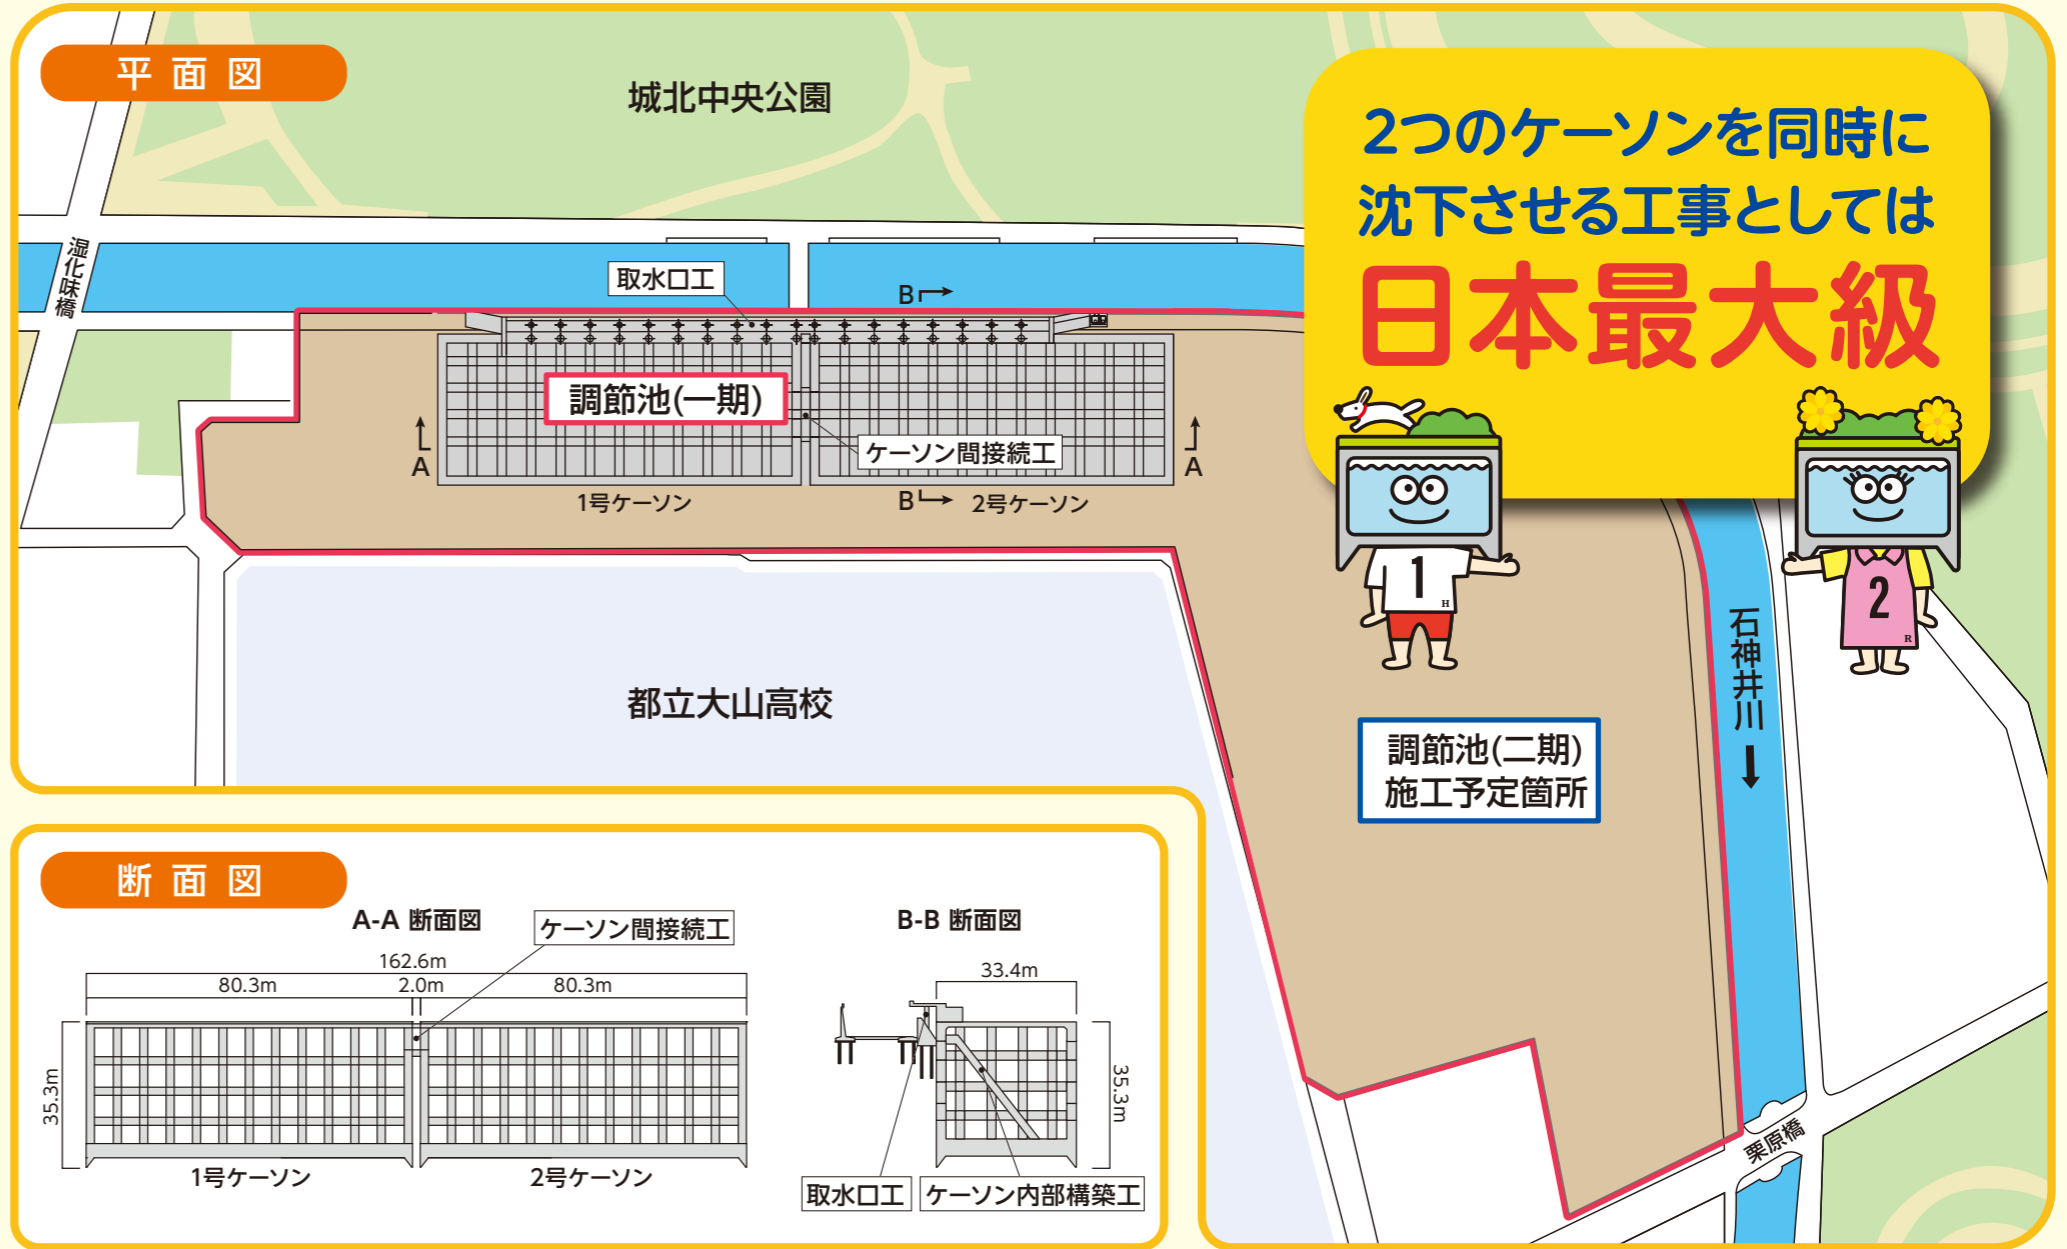 平面図
城北中央公園
2つのケーソンを同時に
沈下させる工事としては
日本最大級
湿化味橋
取水口工
B
調節池(一期)
ケーソン間接続工
A
A
1号ケーソン
B
2号ケーソン
1
H
2
R
石神井川
都立大山高校
調節池(二期)
施工予定箇所
栗原橋
断面図
A-A 断面図
ケーソン間接続工
162.6m
80.3m
2.0m
80.3m
35.3m
1号ケーソン
2号ケーソン
B-B 断面図
33.4m
35.3m
取水口工
ケーソン内部構築工